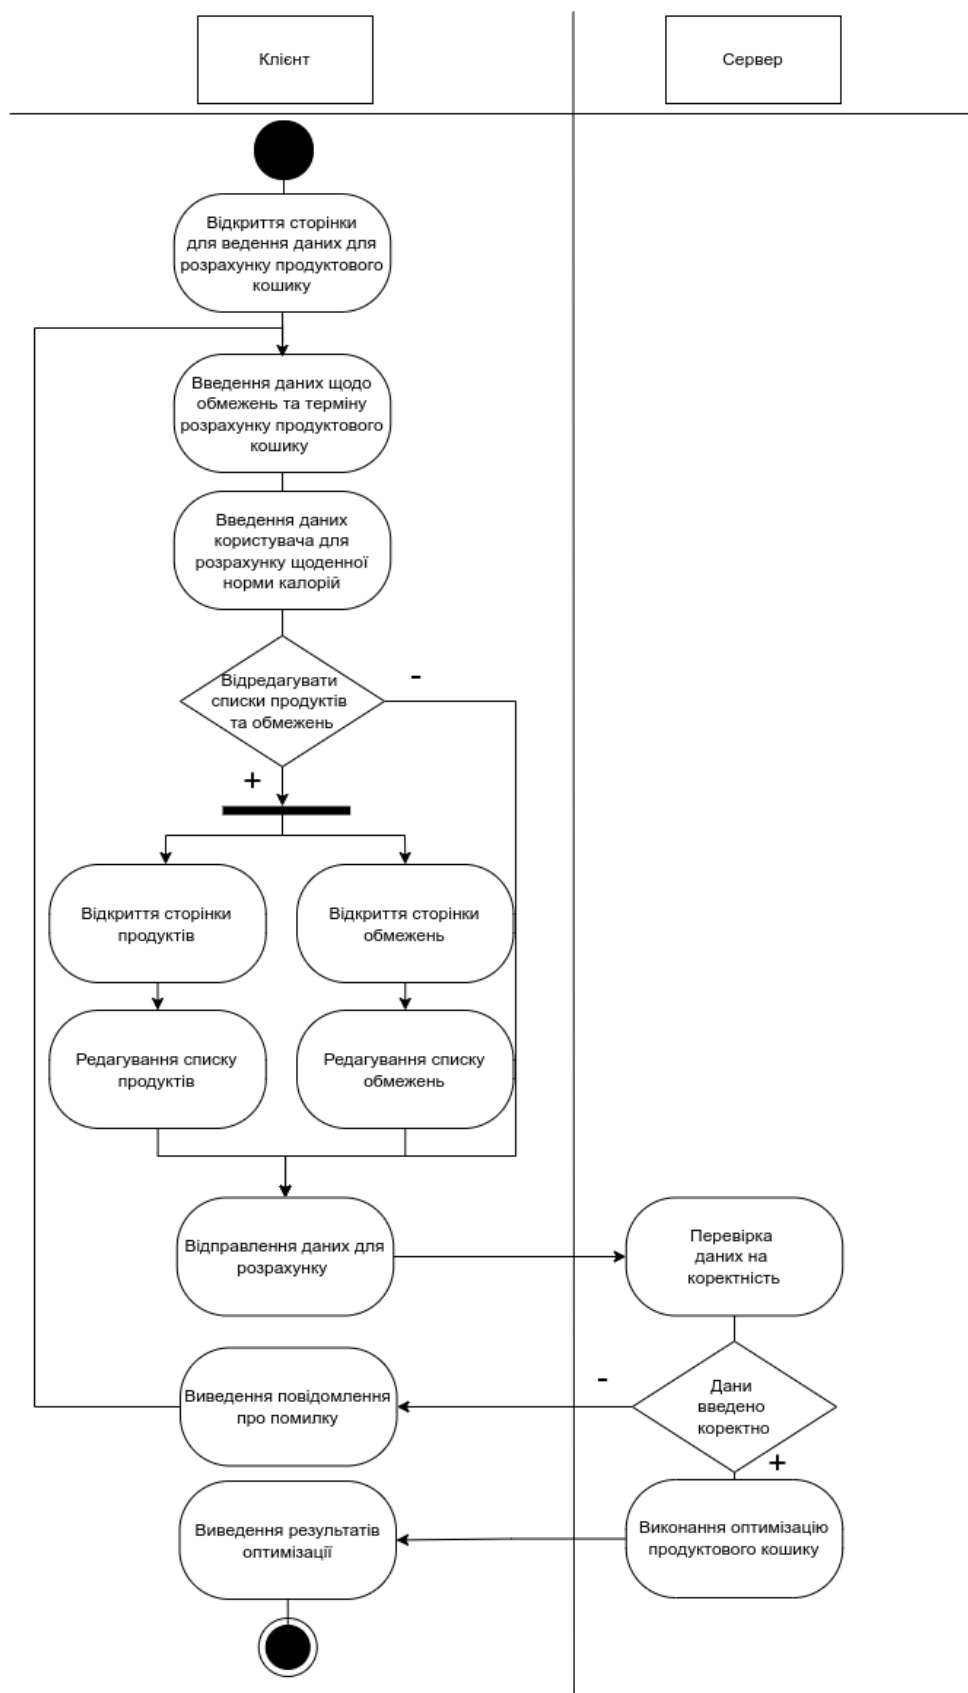 Клієнт
Сервер
Відкриття сторінки
для ведення даних для
розрахунку продуктового
кошику
Введення даних щодо
обмежень та терміну
розрахунку продуктового
кошику
Введення даних
користувача для
розрахунку щоденної
норми калорій
Відредагувати
списки продуктів
та обмежень
-
+
Відкриття сторінки
продуктів
Відкриття сторінки
обмежень
Редагування списку
продуктів
Редагування списку
обмежень
Відправлення даних для
розрахунку
Перевірка
даних на
коректність
Виведення повідомлення
про помилку
-
Дани
введено
коректно
+
Виведення результатів
оптимізації
Виконання оптимізацію
продуктового кошику